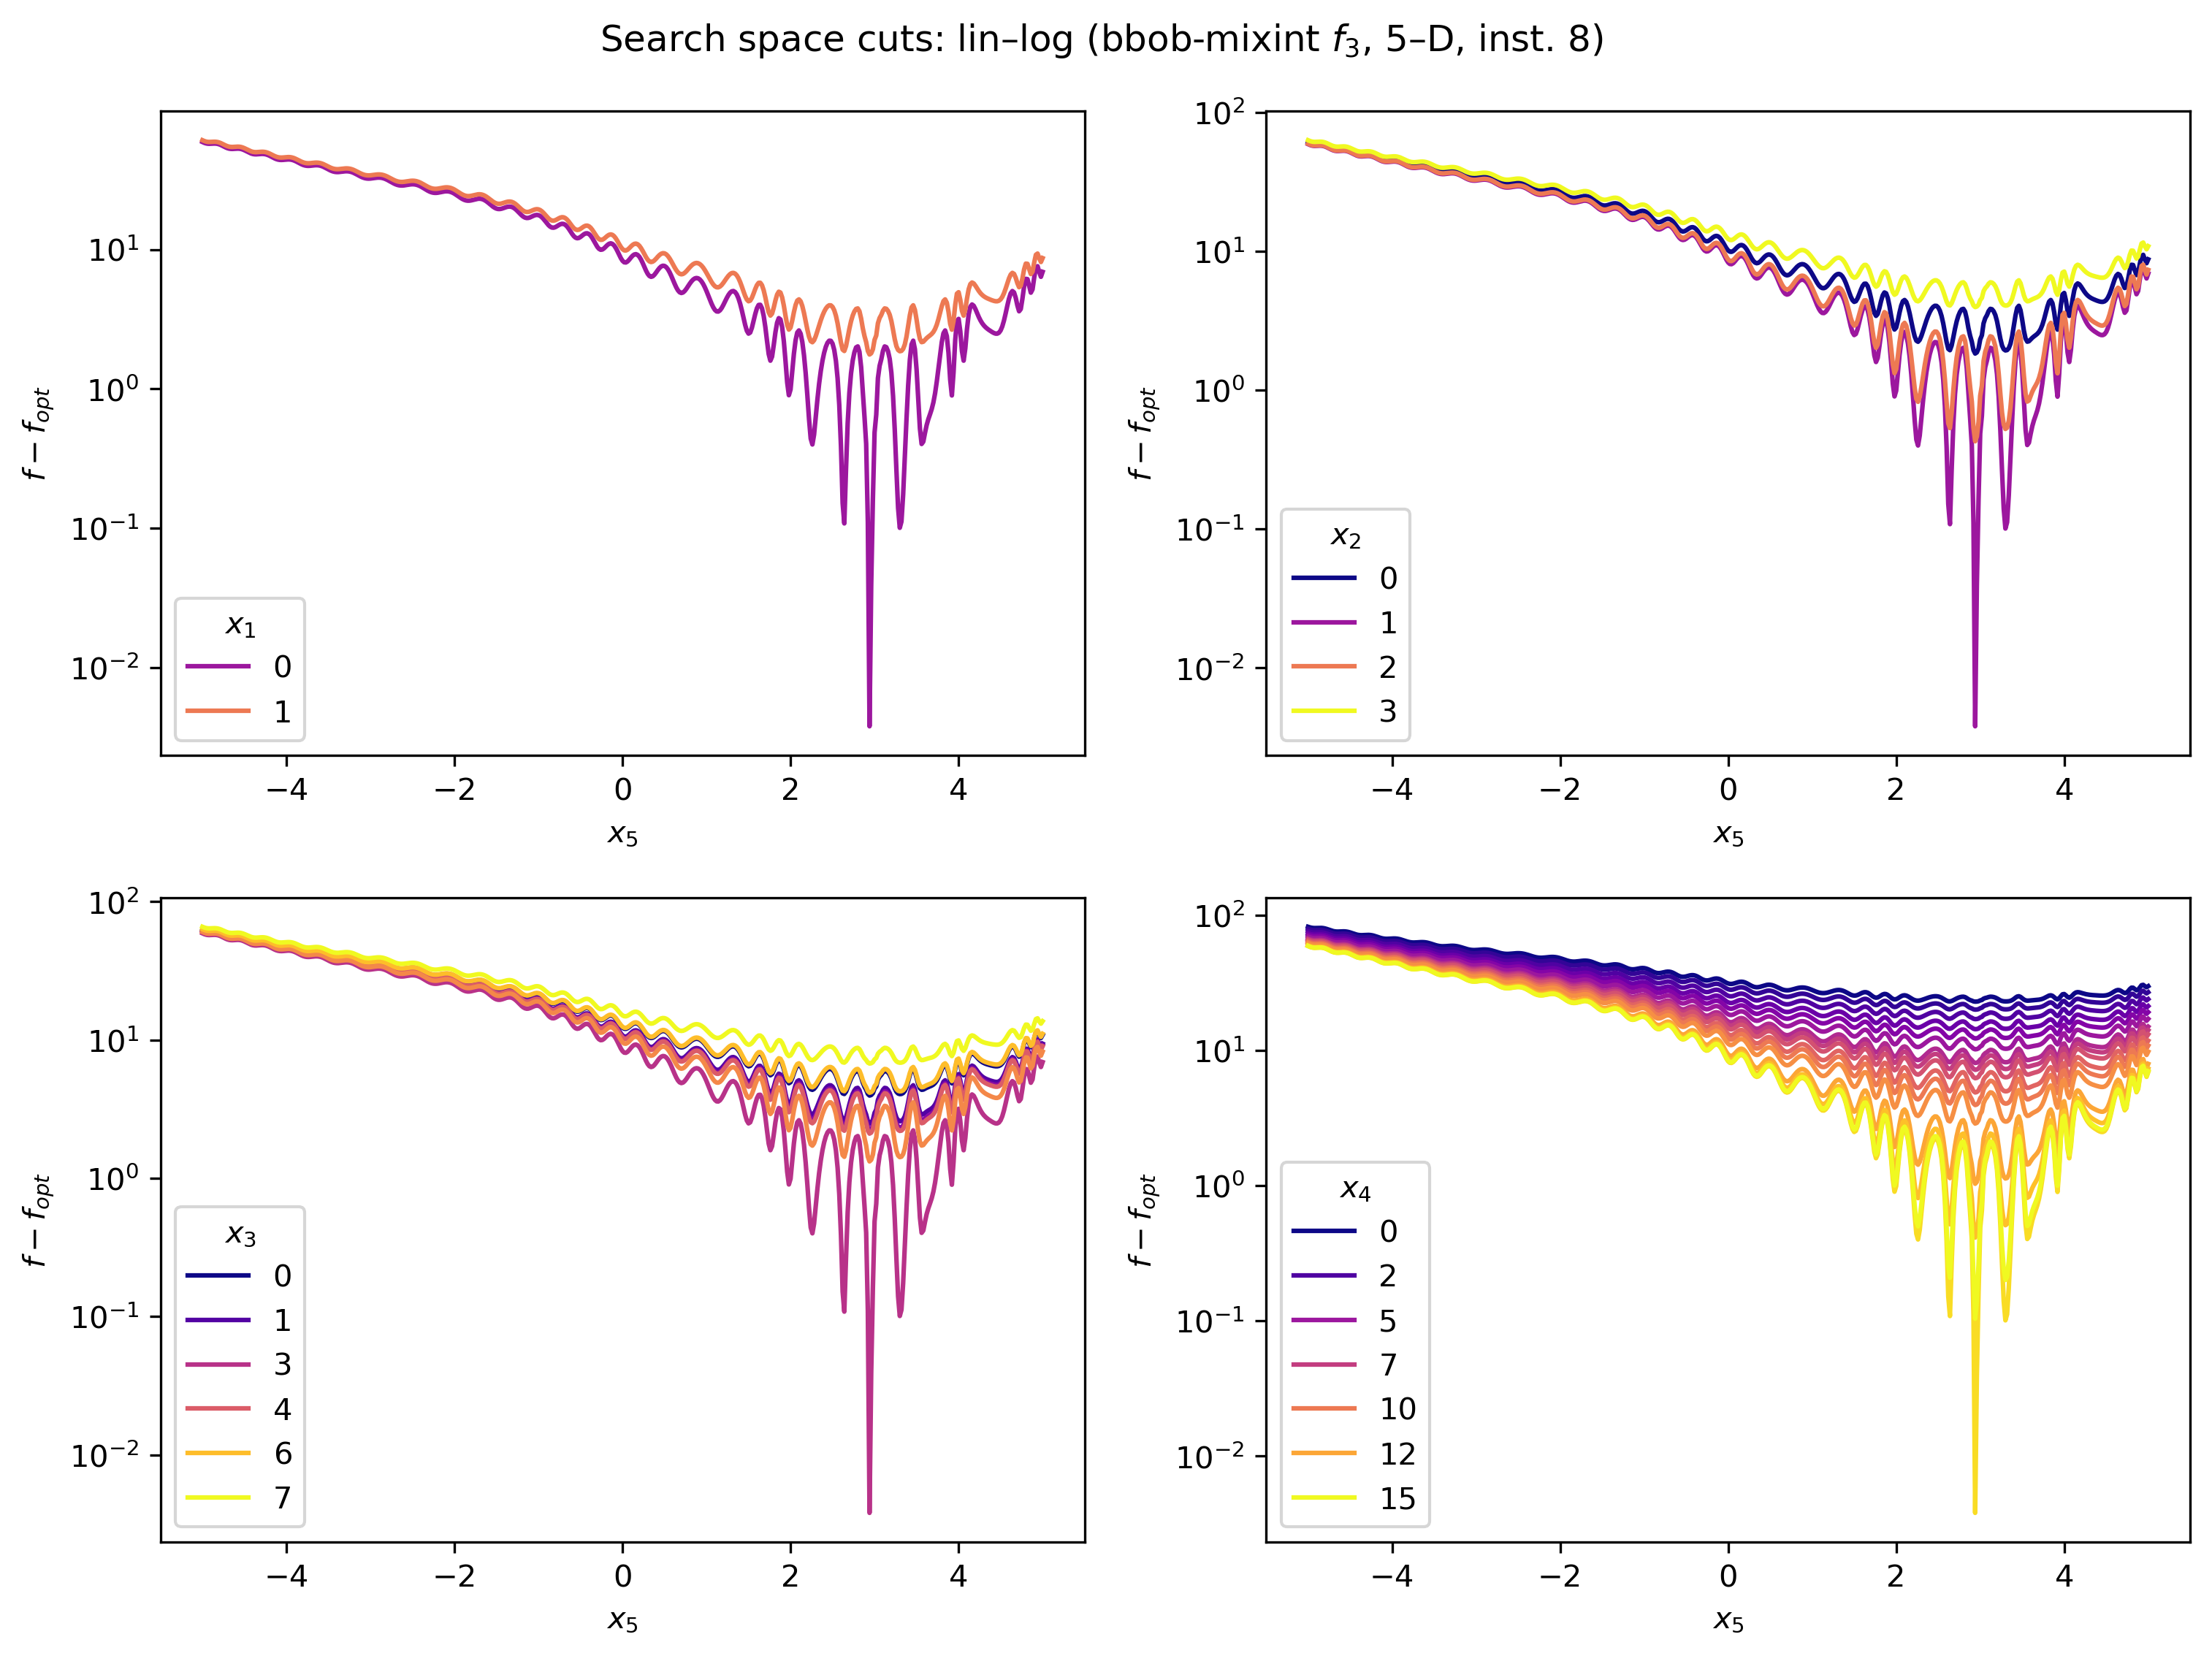 Search space cuts: lin–log (bbob-mixint f₃, 5–D, inst. 8)
10¹
10⁰
10⁻¹
10⁻²
f − f_opt
x₁
0
1
−4 −2 0 2 4
x₅
10²
10¹
10⁰
10⁻¹
10⁻²
f − f_opt
x₂
0
1
2
3
−4 −2 0 2 4
x₅
10²
10¹
10⁰
10⁻¹
10⁻²
f − f_opt
x₃
0
1
3
4
6
7
−4 −2 0 2 4
x₅
10²
10¹
10⁰
10⁻¹
10⁻²
f − f_opt
x₄
0
2
5
7
10
12
15
−4 −2 0 2 4
x₅